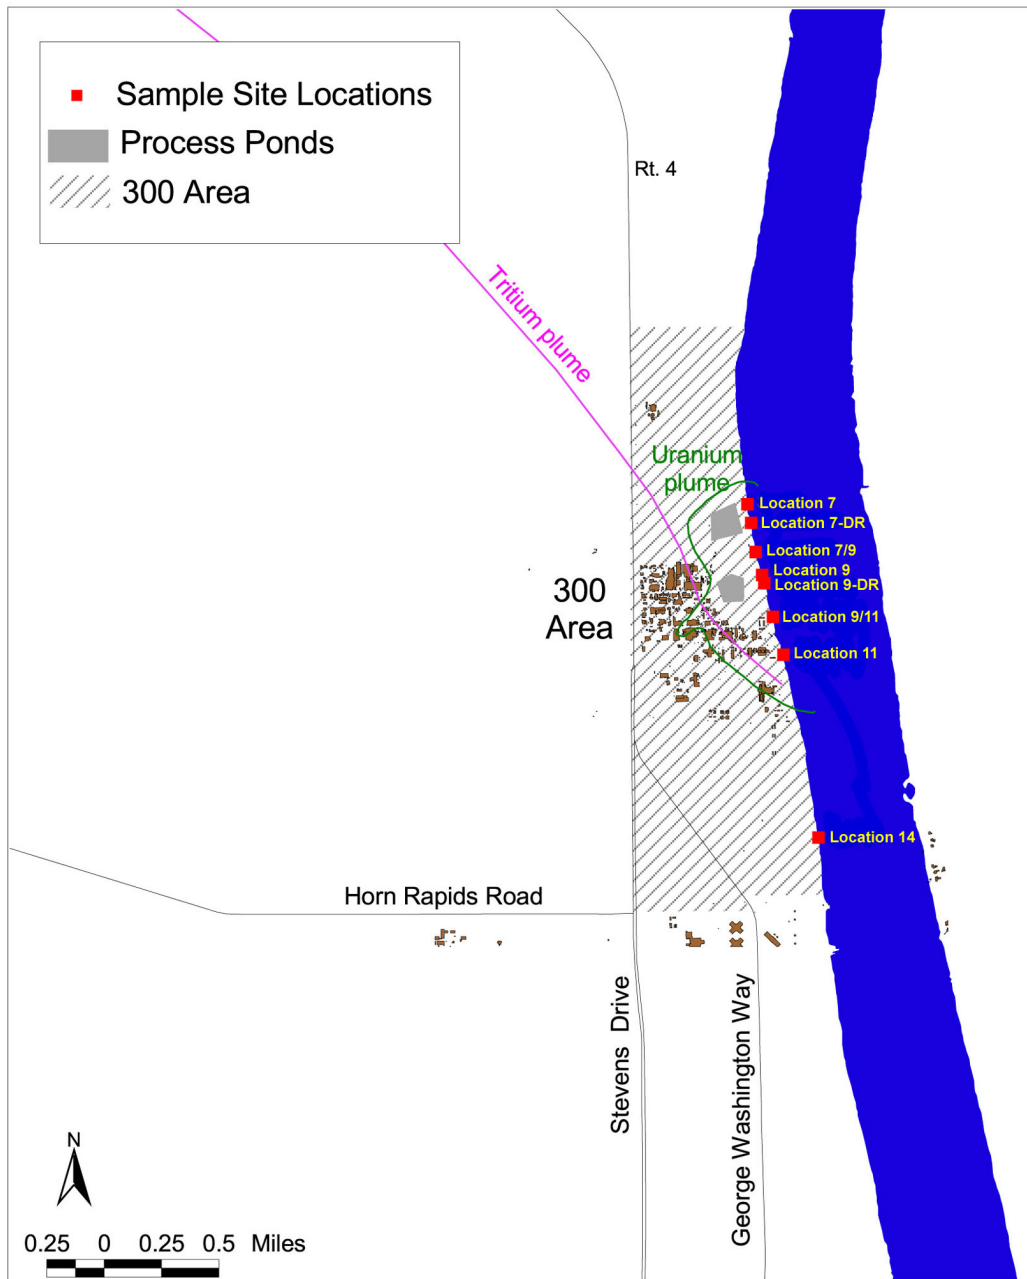 Sample Site Locations
Process Ponds
300 Area
Rt. 4
Tritium plume
Uranium
plume
Location 7
Location 7-DR
Location 7/9
Location 9
Location 9-DR
300
Area
Location 9/11
Location 11
Location 14
Horn Rapids Road
Stevens Drive
George Washington Way
N
0.25 0 0.25 0.5 Miles